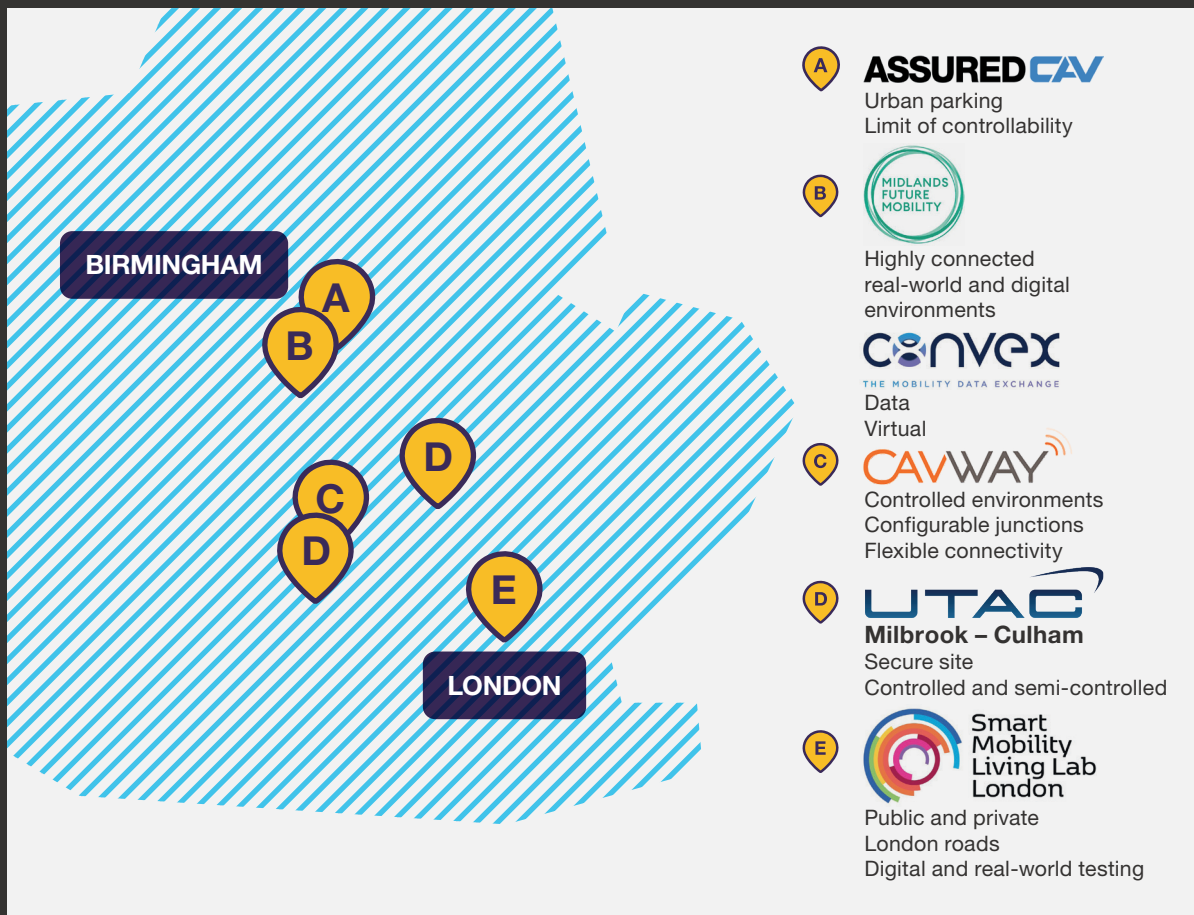 BIRMINGHAM
A
B
D
C
D
E
LONDON
A
ASSURED CAV
Urban parking
Limit of controllability
B
MIDLANDS
FUTURE
MOBILITY
Highly connected
real-world and digital
environments
convex
THE MOBILITY DATA EXCHANGE
Data
Virtual
C
CAVWAY
Controlled environments
Configurable junctions
Flexible connectivity
D
UTAC
Milbrook – Culham
Secure site
Controlled and semi-controlled
E
Smart
Mobility
Living Lab
London
Public and private
London roads
Digital and real-world testing